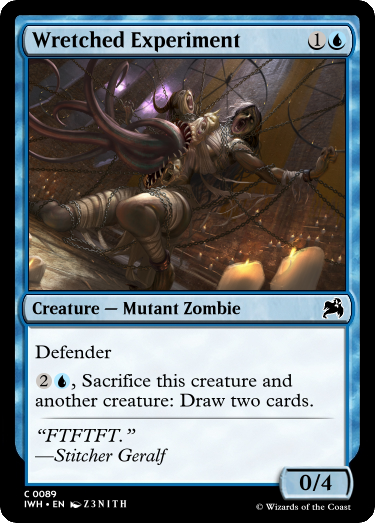 Wretched Experiment 1
Creature — Mutant Zombie
Defender
2, Sacrifice this creature and
another creature: Draw two cards.
“FTFTFT.”
—Stitcher Geralf
0/4
C 0089
IWH • EN Z3NITH
© Wizards of the Coast